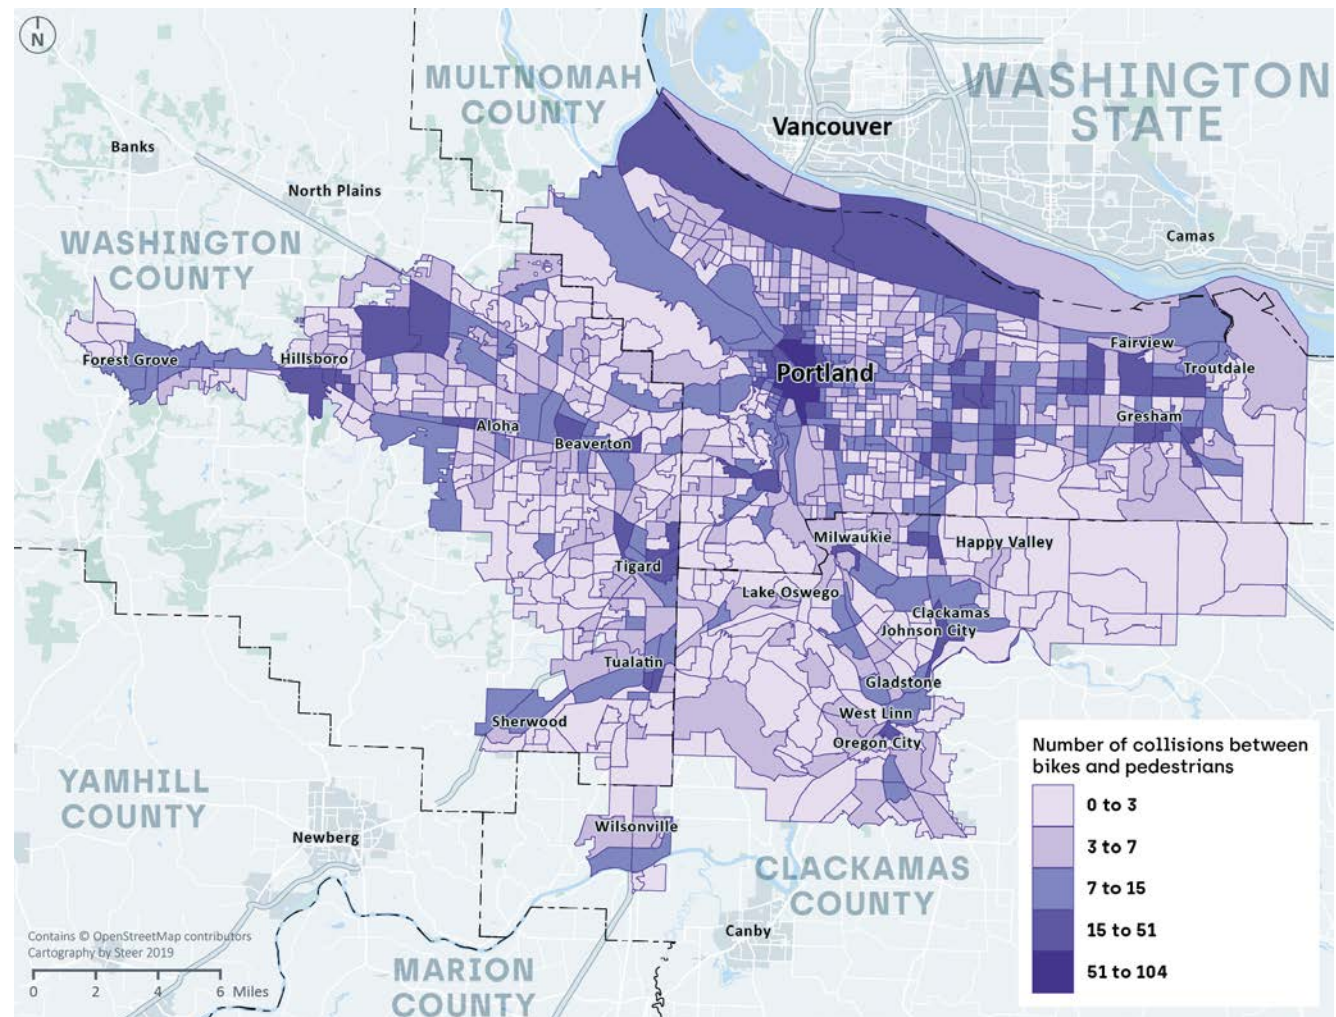 N
MULTNOMAH
COUNTY
WASHINGTON
STATE
Vancouver
Banks
North Plains
WASHINGTON
COUNTY
Camas
Forest Grove
Hillsboro
Fairview
Portland
Troutdale
Aloha
Beaverton
Gresham
Tigard
Milwaukie
Happy Valley
Lake Oswego
Clackamas
Johnson City
Tualatin
Gladstone
Sherwood
West Linn
Oregon City
YAMHILL
COUNTY
Newberg
Wilsonville
CLACKAMAS
COUNTY
Canby
MARION
COUNTY
Number of collisions between
bikes and pedestrians
0 to 3
3 to 7
7 to 15
15 to 51
51 to 104
Contains © OpenStreetMap contributors
Cartography by Steer 2019
0 2 4 6 Miles